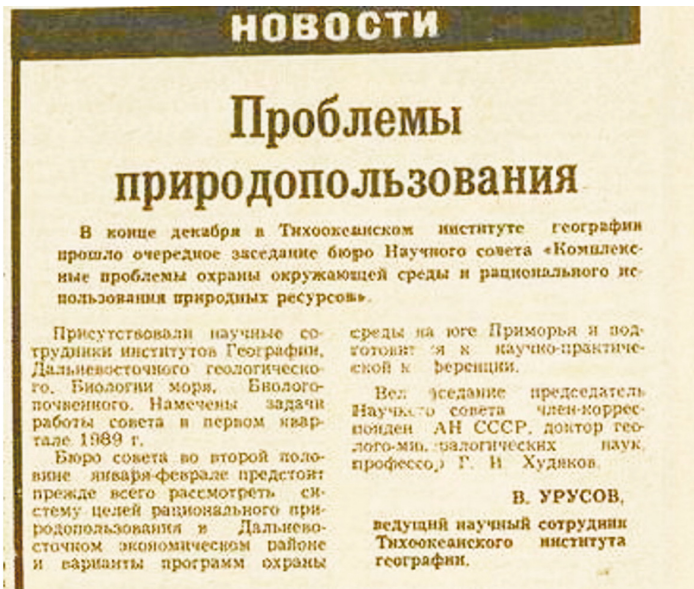 НОВОСТИ
Проблемы
природопользования
В конце декабря в Тихоокеанском институте географии
прошло очередное заседание бюро Научного совета «Комплекс-
ные проблемы охраны окружающей среды и рационального ис-
пользования природных ресурсов».
Присутствовали научные со-
трудники институтов Географии,
Дальневосточного геологическо-
го, Биологии моря, Биолого-
почвенного. Намечены задачи
работы совета в первом квар-
тале 1989 г.
Бюро совета во второй поло-
вине января-феврале предстоит
прежде всего рассмотреть си-
стему целей рационального при-
родопользования в Дальнево-
сточном экономическом районе
и варианты программ охраны
среды на юге Приморья и под-
к научно-практиче-
ской
председатель
Научного совета член-коррес-
АН СССР, доктор гео-
наук,
профессор Г. И. Худяков.
В. УРУСОВ,
ведущий научный сотрудник
Тихоокеанского института
географии.